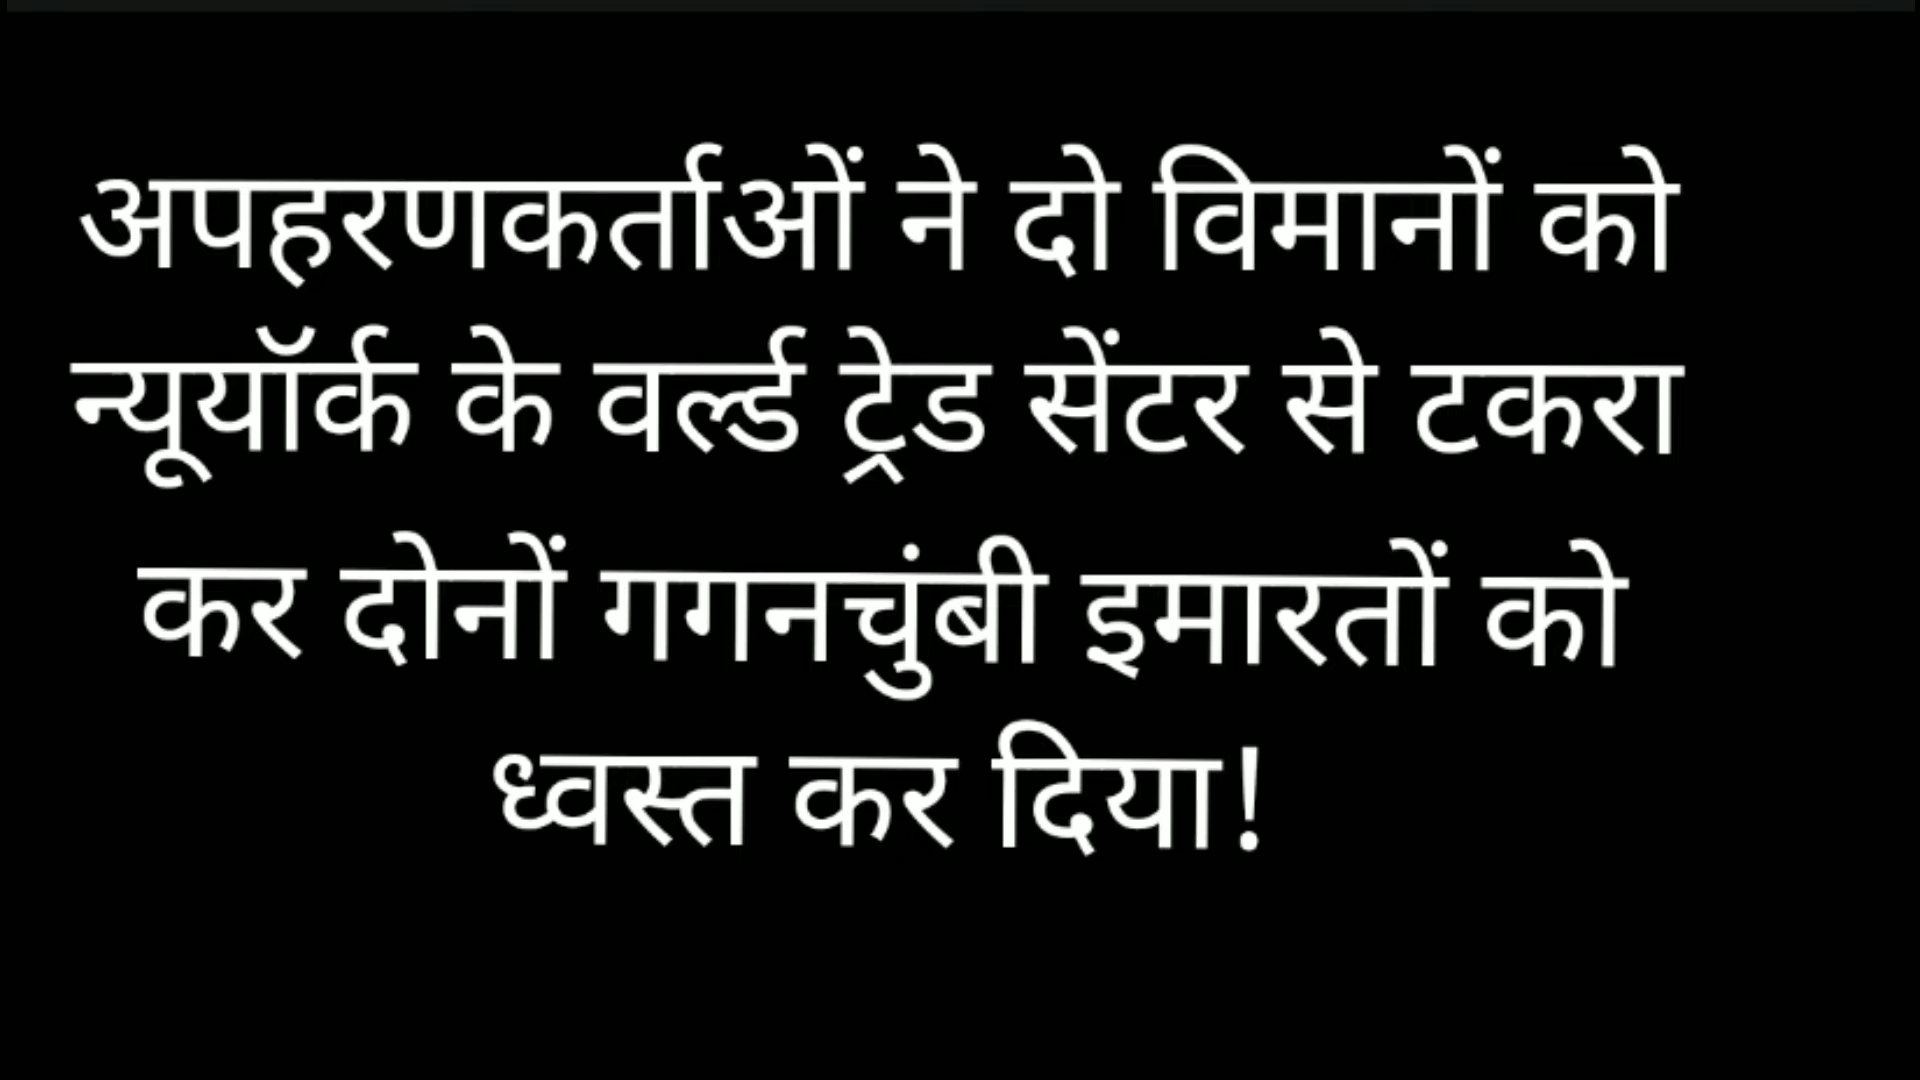 अपहरणकर्ताओं ने दो विमानों को
न्यूयॉर्क के वर्ल्ड ट्रेड सेंटर से टकरा
कर दोनों गगनचुंबी इमारतों को
ध्वस्त कर दिया!